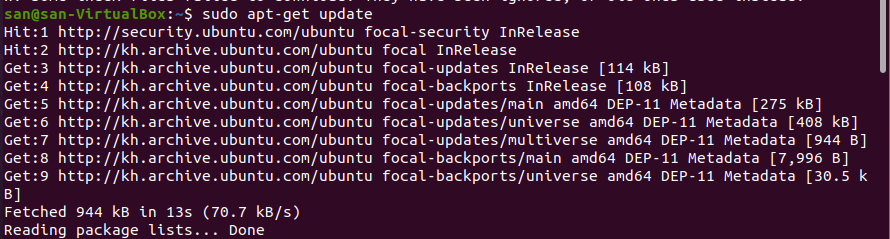 san@san-VirtualBox:~$ sudo apt-get update
Hit:1 http://security.ubuntu.com/ubuntu focal-security InRelease
Hit:2 http://kh.archive.ubuntu.com/ubuntu focal InRelease
Get:3 http://kh.archive.ubuntu.com/ubuntu focal-updates InRelease [114 kB]
Get:4 http://kh.archive.ubuntu.com/ubuntu focal-backports InRelease [108 kB]
Get:5 http://kh.archive.ubuntu.com/ubuntu focal-updates/main amd64 DEP-11 Metadata [275 kB]
Get:6 http://kh.archive.ubuntu.com/ubuntu focal-updates/universe amd64 DEP-11 Metadata [408 kB]
Get:7 http://kh.archive.ubuntu.com/ubuntu focal-updates/multiverse amd64 DEP-11 Metadata [944 B]
Get:8 http://kh.archive.ubuntu.com/ubuntu focal-backports/main amd64 DEP-11 Metadata [7,996 B]
Get:9 http://kh.archive.ubuntu.com/ubuntu focal-backports/universe amd64 DEP-11 Metadata [30.5 k
B]
Fetched 944 kB in 13s (70.7 kB/s)
Reading package lists... Done